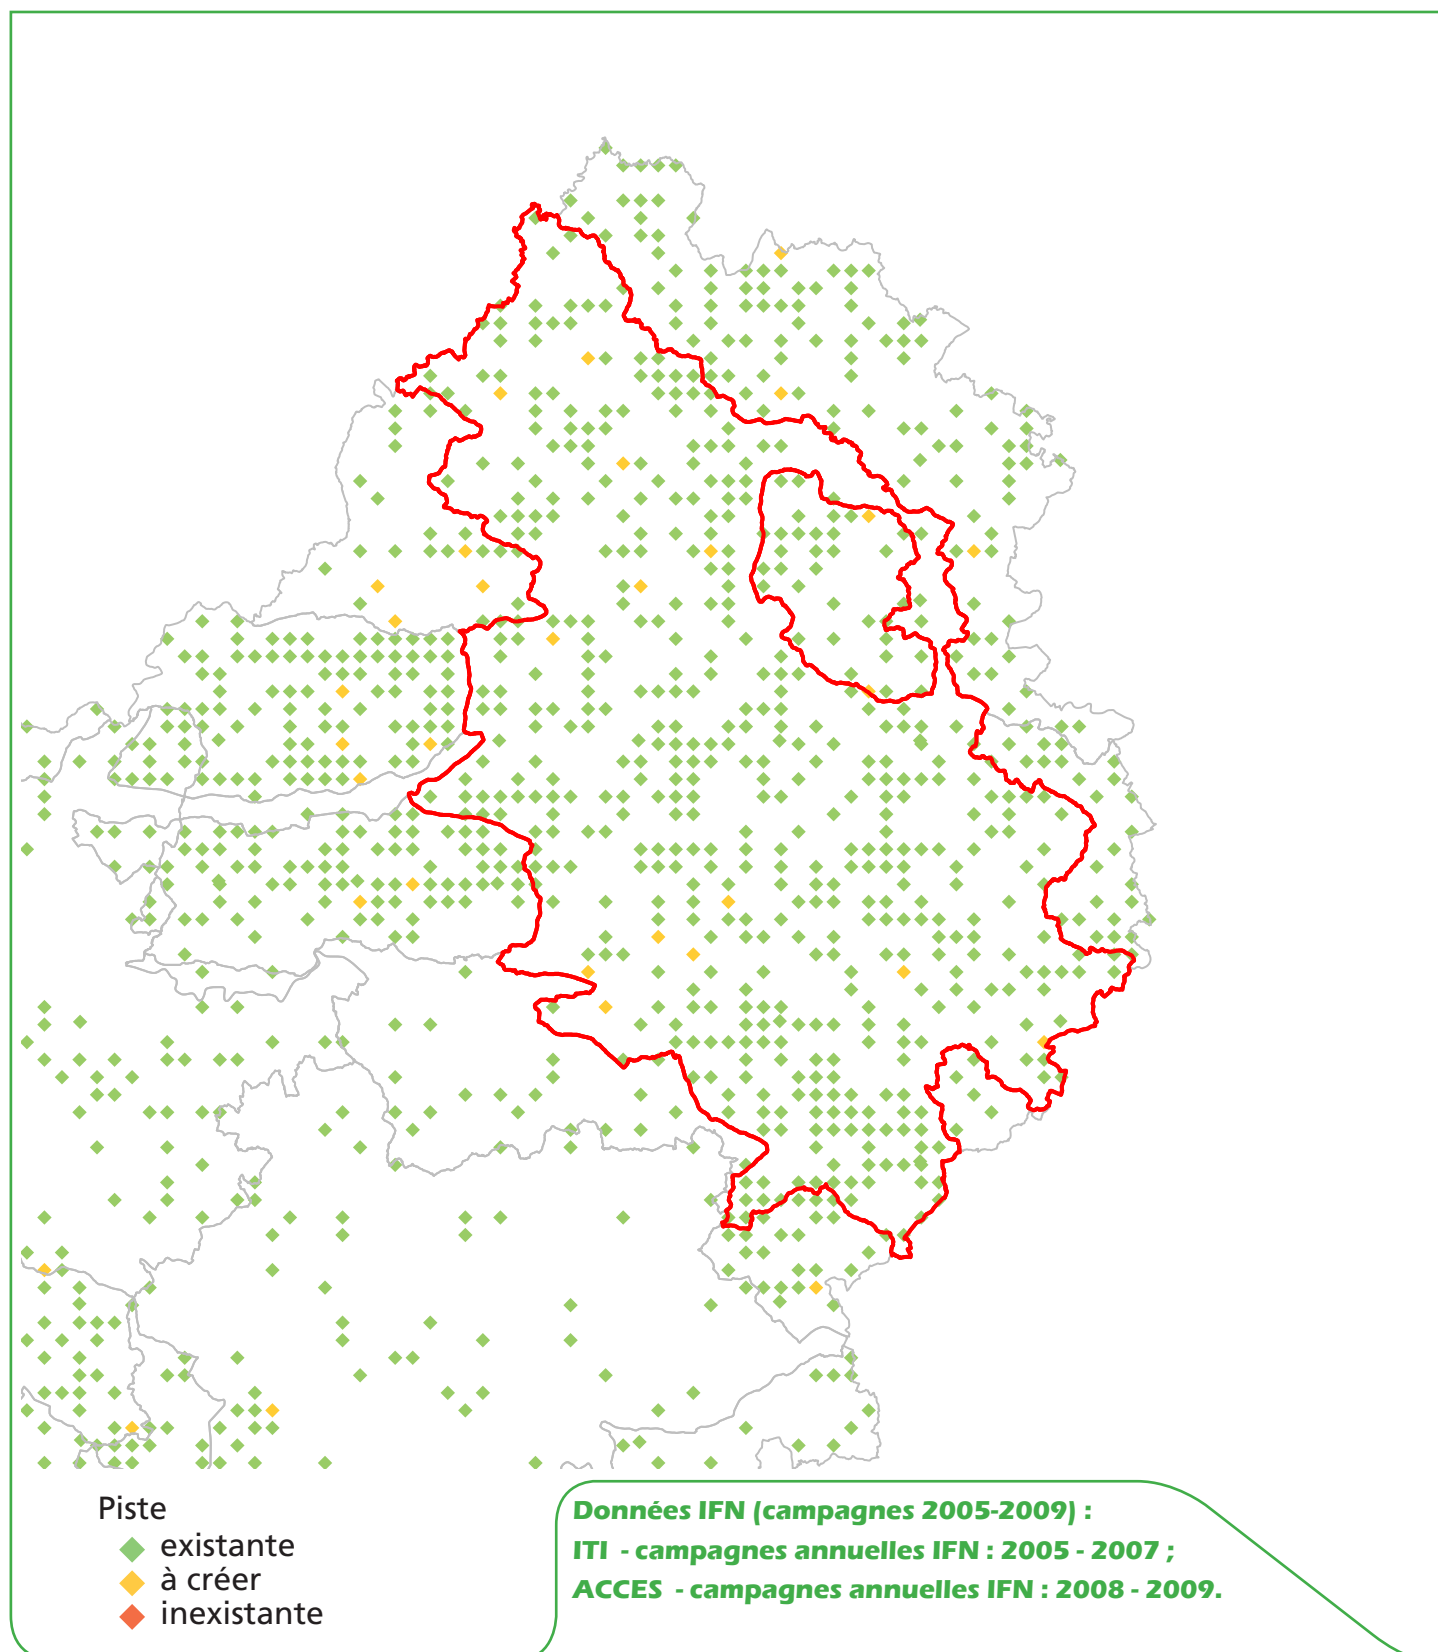 Piste
existante
à créer
inexistante
Données IFN (campagnes 2005-2009) :
ITI - campagnes annuelles IFN : 2005 - 2007 ;
ACCES - campagnes annuelles IFN : 2008 - 2009.